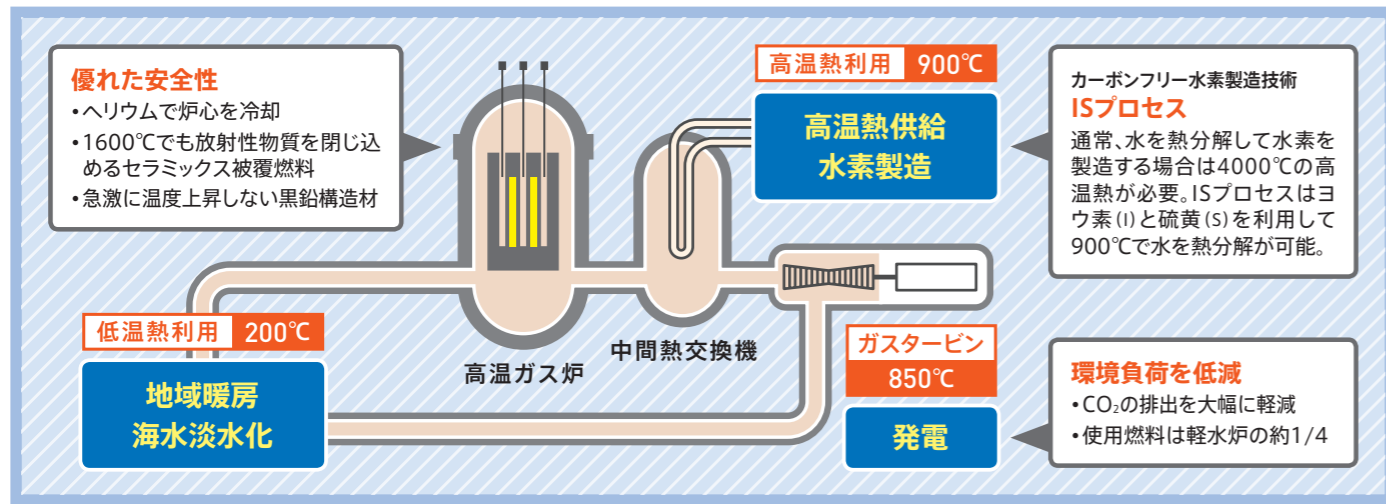 優れた安全性
•ヘリウムで炉心を冷却
•1600℃でも放射性物質を閉じ込
めるセラミックス被覆燃料
•急激に温度上昇しない黒鉛構造材
高温熱利用 900℃
高温熱供給
水素製造
カーボンフリー水素製造技術
ISプロセス
通常、水を熱分解して水素を
製造する場合は4000℃の高
温熱が必要。ISプロセスはヨ
ウ素(I)と硫黄(S)を利用して
900℃で水を熱分解が可能。
低温熱利用 200℃
地域暖房
海水淡水化
高温ガス炉
中間熱交換機
ガスタービン
850℃
発電
環境負荷を低減
•CO₂の排出を大幅に軽減
•使用燃料は軽水炉の約1/4